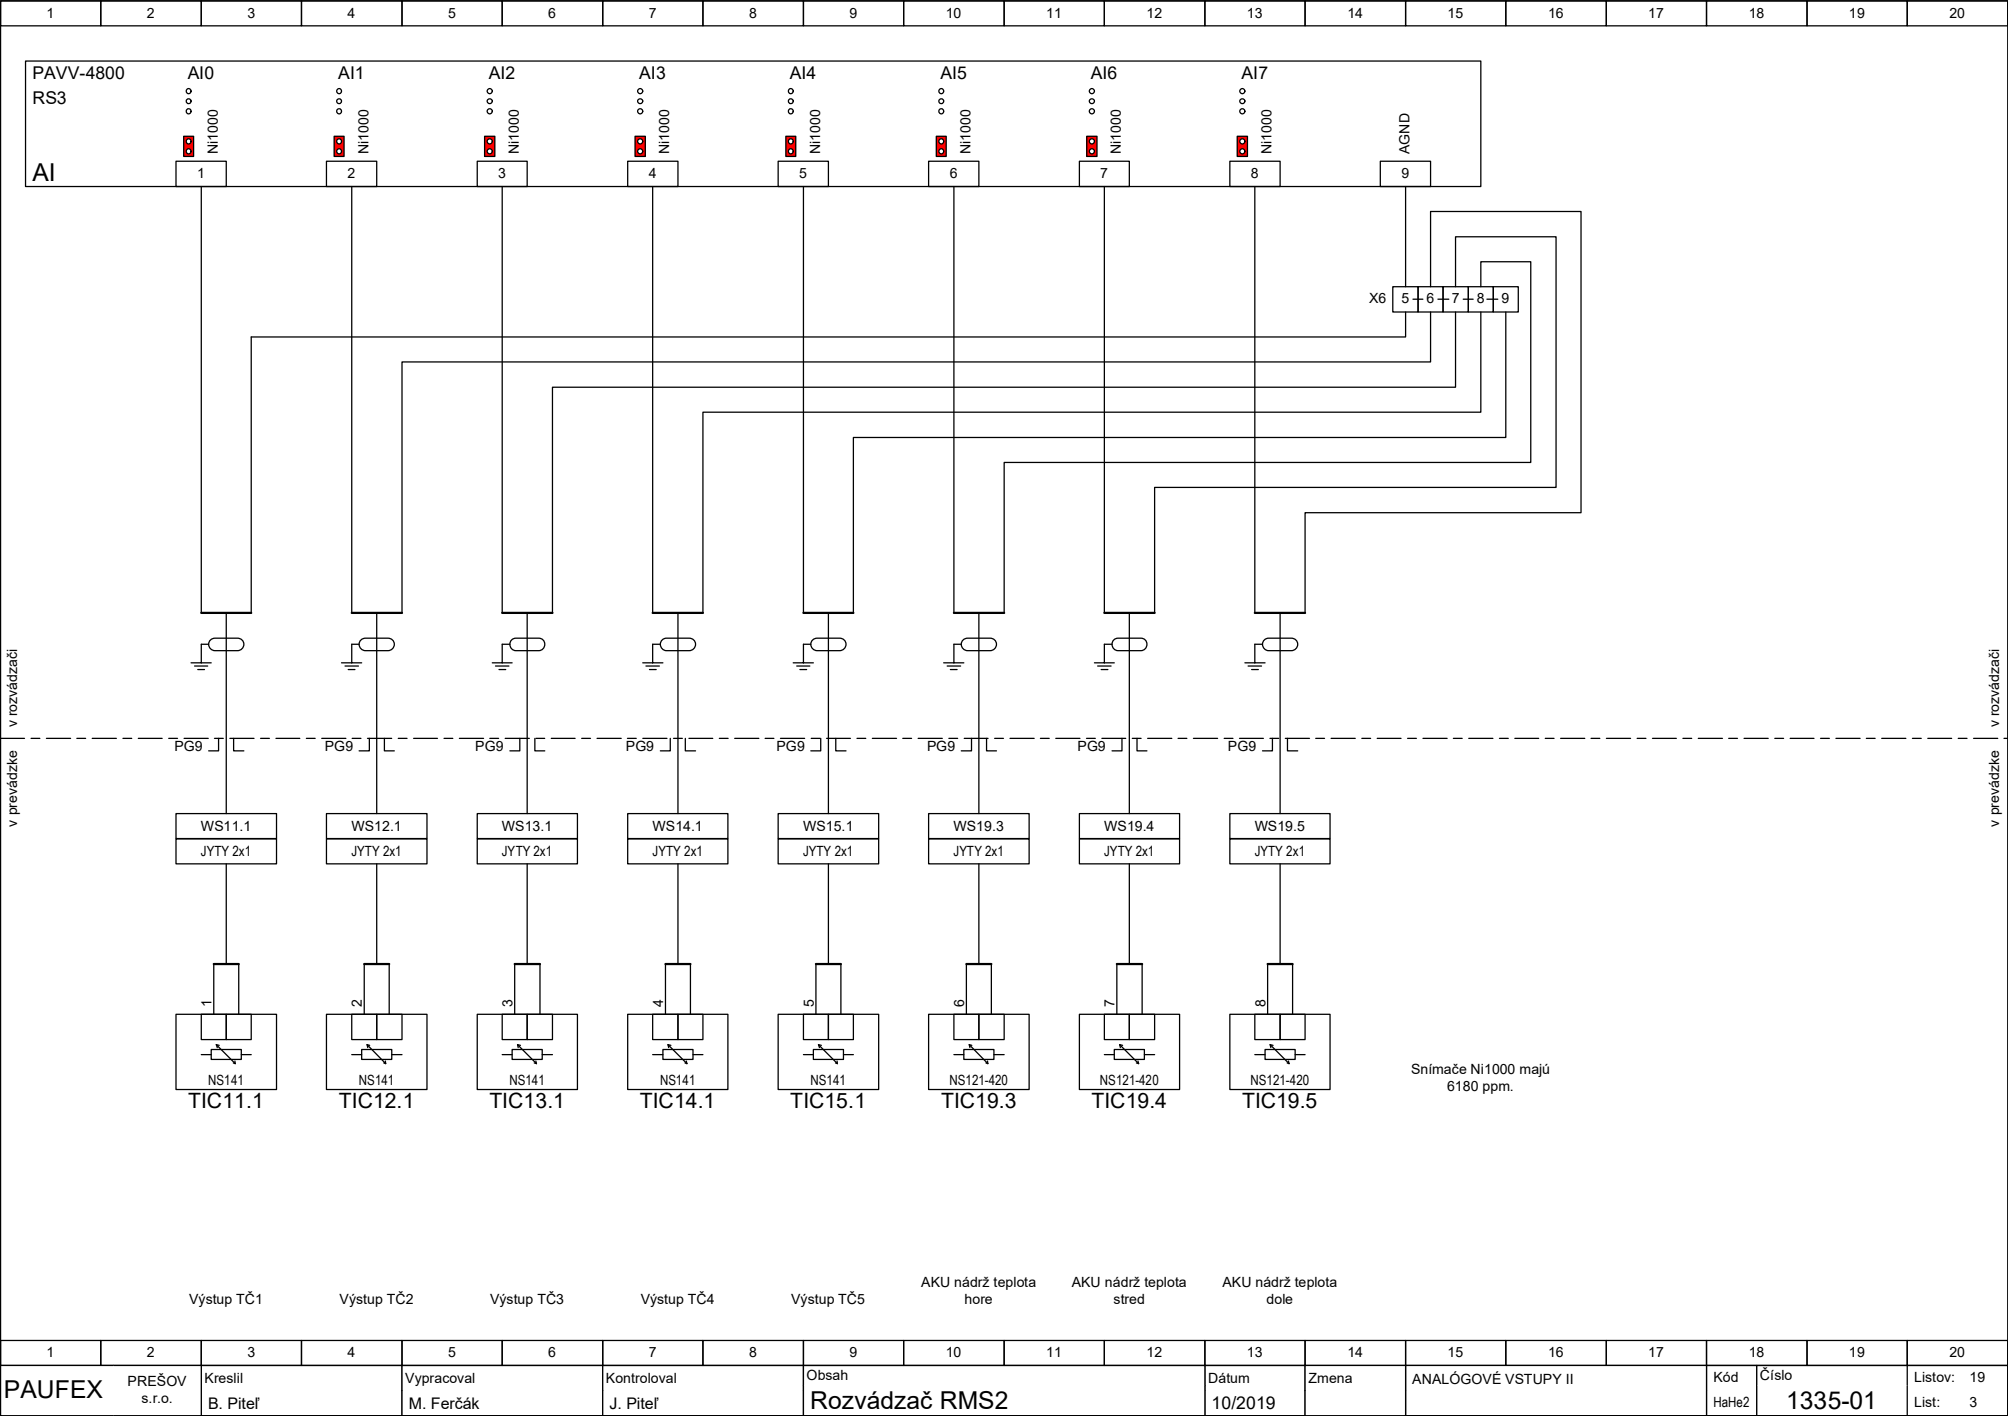 1 2 3 4 5 6 7 8 9 10 11 12 13 14 15 16 17 18 19 20
PAVV-4800 AI0 AI1 AI2 AI3 AI4 AI5 AI6 AI7
RS3
Ni1000 Ni1000 Ni1000 Ni1000 Ni1000 Ni1000 Ni1000 Ni1000 AGND
AI 1 2 3 4 5 6 7 8 9
X6 5 6 7 8 9
v rozvádzači v rozvádzači
PG9 PG9 PG9 PG9 PG9 PG9 PG9 PG9
v prevádzke v prevádzke
WS11.1 WS12.1 WS13.1 WS14.1 WS15.1 WS19.3 WS19.4 WS19.5
JYTY 2x1 JYTY 2x1 JYTY 2x1 JYTY 2x1 JYTY 2x1 JYTY 2x1 JYTY 2x1 JYTY 2x1
1 2 3 4 5 6 7 8
NS141 NS141 NS141 NS141 NS141 NS121-420 NS121-420 NS121-420
TIC11.1 TIC12.1 TIC13.1 TIC14.1 TIC15.1 TIC19.3 TIC19.4 TIC19.5
Snímače Ni1000 majú
6180 ppm.
Výstup TČ1 Výstup TČ2 Výstup TČ3 Výstup TČ4 Výstup TČ5
AKU nádrž teplota
hore
AKU nádrž teplota
stred
AKU nádrž teplota
dole
1 2 3 4 5 6 7 8 9 10 11 12 13 14 15 16 17 18 19 20
PAUFEX
PREŠOV
s.r.o.
Kreslil
B. Piteľ
Vypracoval
M. Ferčák
Kontroloval
J. Piteľ
Obsah
Rozvádzač RMS2
Dátum
10/2019
Zmena
ANALÓGOVÉ VSTUPY II
Kód
HaHe2
Číslo
1335-01
Listov: 19
List: 3